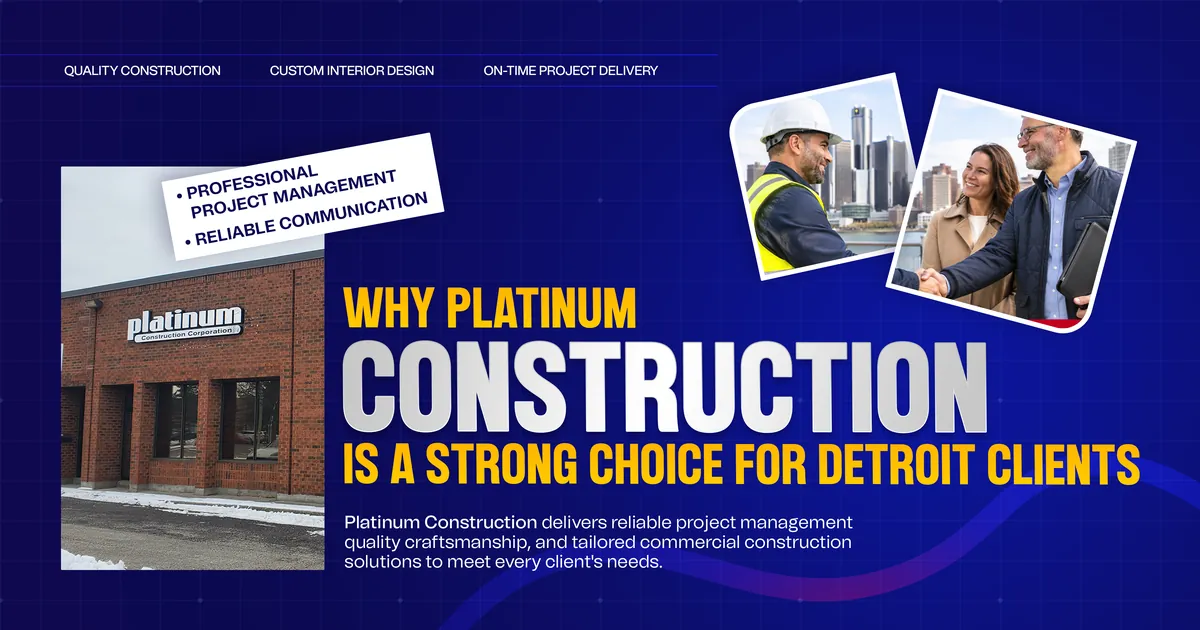 QUALITY CONSTRUCTION
CUSTOM INTERIOR DESIGN
ON-TIME PROJECT DELIVERY
• PROFESSIONAL
PROJECT MANAGEMENT
• RELIABLE COMMUNICATION
platinum
Construction Corporation
WHY PLATINUM
CONSTRUCTION
IS A STRONG CHOICE FOR DETROIT CLIENTS
Platinum Construction delivers reliable project management
quality craftsmanship, and tailored commercial construction
solutions to meet every client's needs.